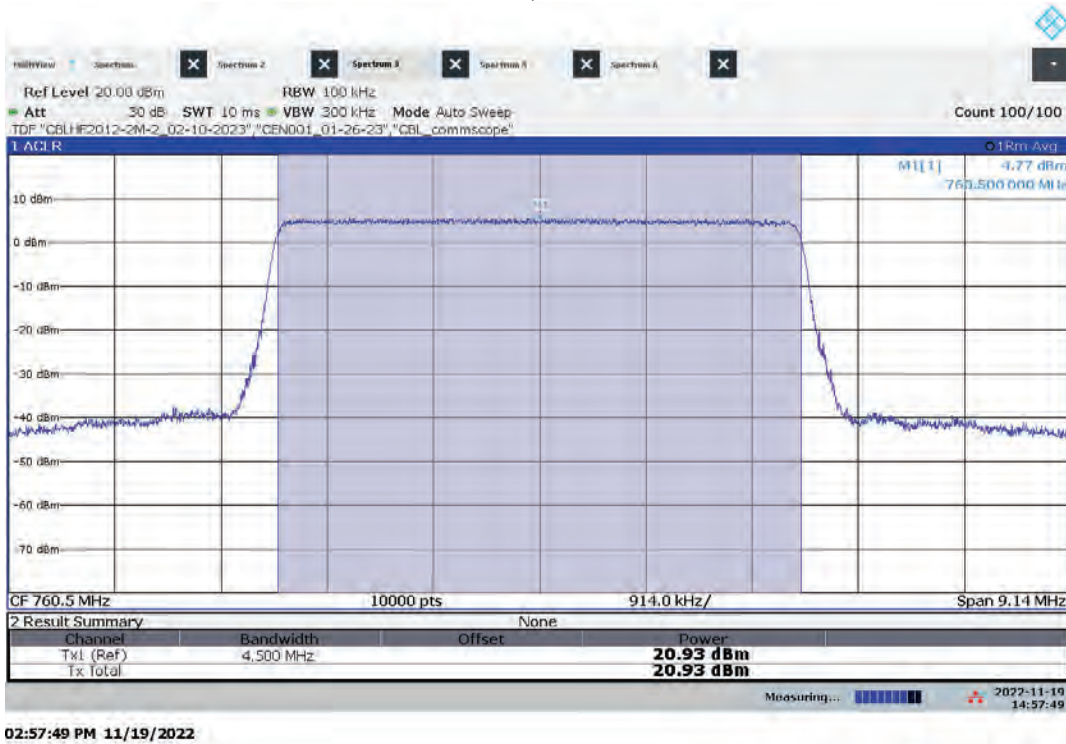 MultiView Spectrum Spectrum 2 Spectrum 3 Spectrum 6
Ref Level 20.00 dBm RBW 100 kHz
Att 30 dB SWT 10 ms VBW 300 kHz Mode Auto Sweep Count 100/100
TDF "CBLHF2012-2M-2_02-10-2023","CEN001_01-26-23","CBL_commscope"
1 ACLR 1Rm Avg
M1[1] 4.77 dBm
760.500 000 MHz
10 dBm
M1
0 dBm
-10 dBm
-20 dBm
-30 dBm
-40 dBm
-50 dBm
-60 dBm
-70 dBm
CF 760.5 MHz 10000 pts 914.0 kHz/ Span 9.14 MHz
2 Result Summary None
Channel Bandwidth Offset Power
Tx1 (Ref) 4.500 MHz 20.93 dBm
Tx Total 20.93 dBm
Measuring... 2022-11-19
14:57:49
02:57:49 PM 11/19/2022